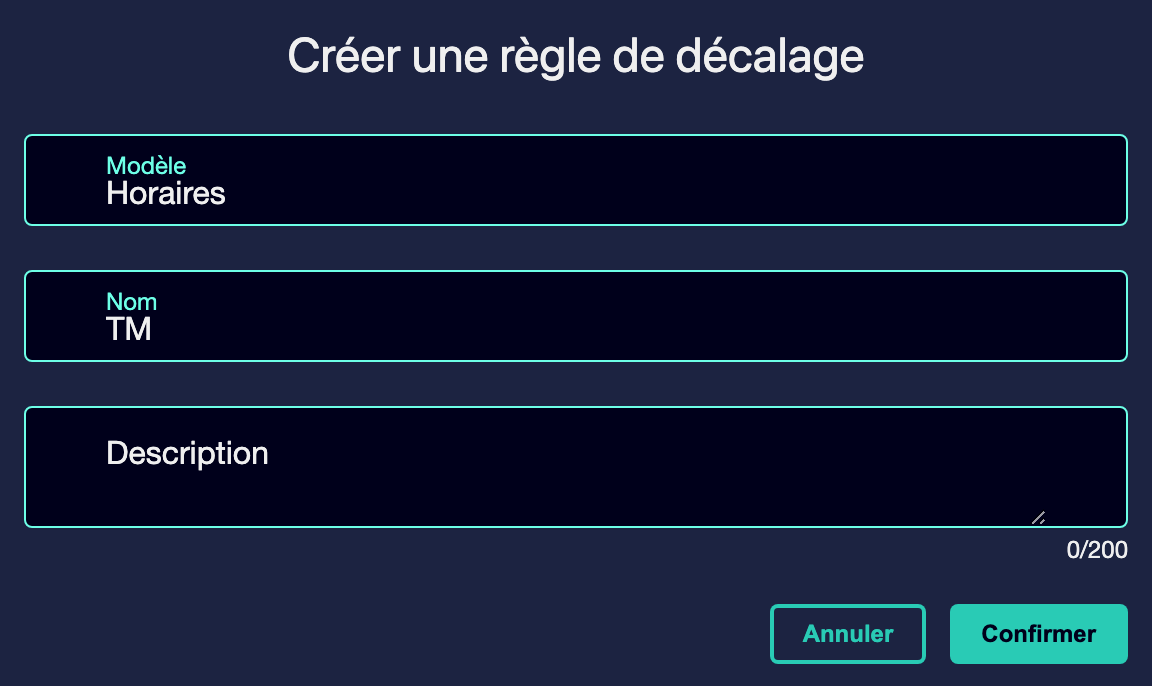 Créer une règle de décalage
Modèle
Horaires
Nom
TM
Description
0/200
Annuler
Confirmer